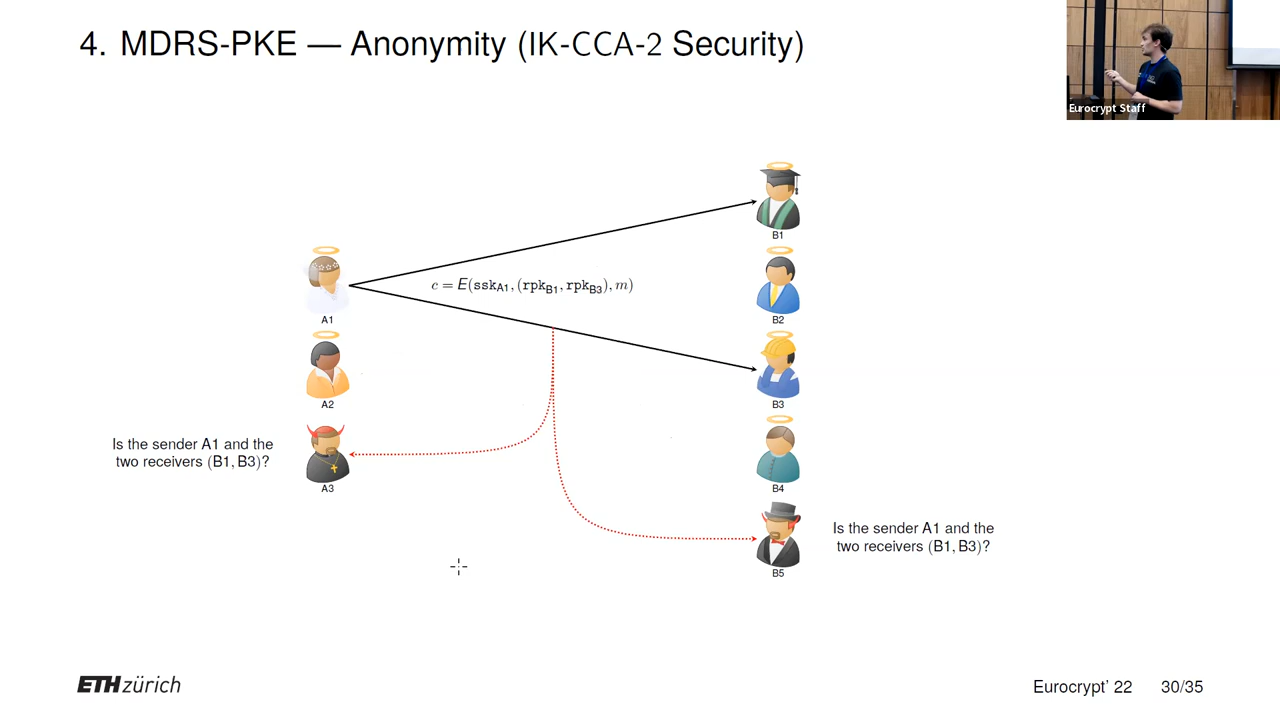 4. MDRS-PKE — Anonymity (IK-CCA-2 Security)
Eurocrypt Staff
B1
c = E(ssk_A1, (rpk_B1, rpk_B3), m)
A1
B2
A2
B3
Is the sender A1 and the
two receivers (B1, B3)?
A3
B4
Is the sender A1 and the
two receivers (B1, B3)?
B5
ETH zürich
Eurocrypt' 22
30/35